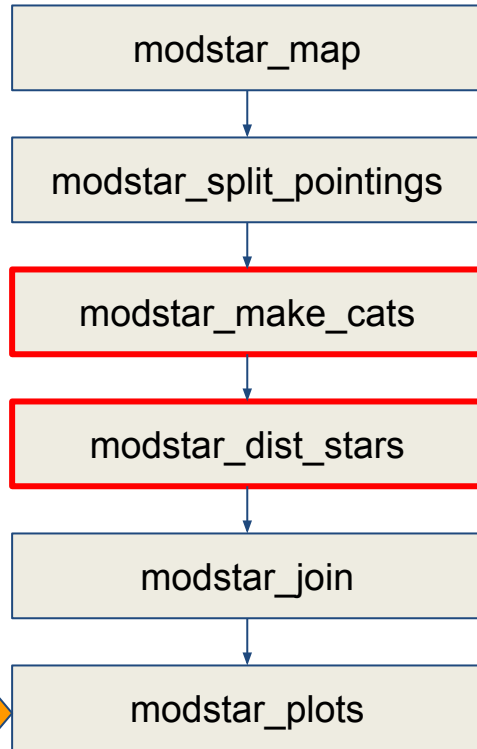 modstar_map
modstar_split_pointings
modstar_make_cats
modstar_dist_stars
modstar_join
modstar_plots